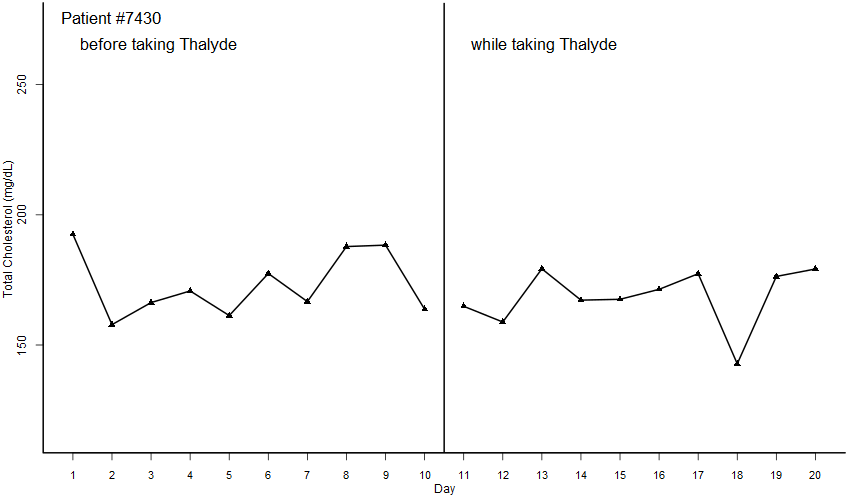 Patient #7430
before taking Thalyde
while taking Thalyde
Total Cholesterol (mg/dL)
250
200
150
1 2 3 4 5 6 7 8 9 10 11 12 13 14 15 16 17 18 19 20
Day